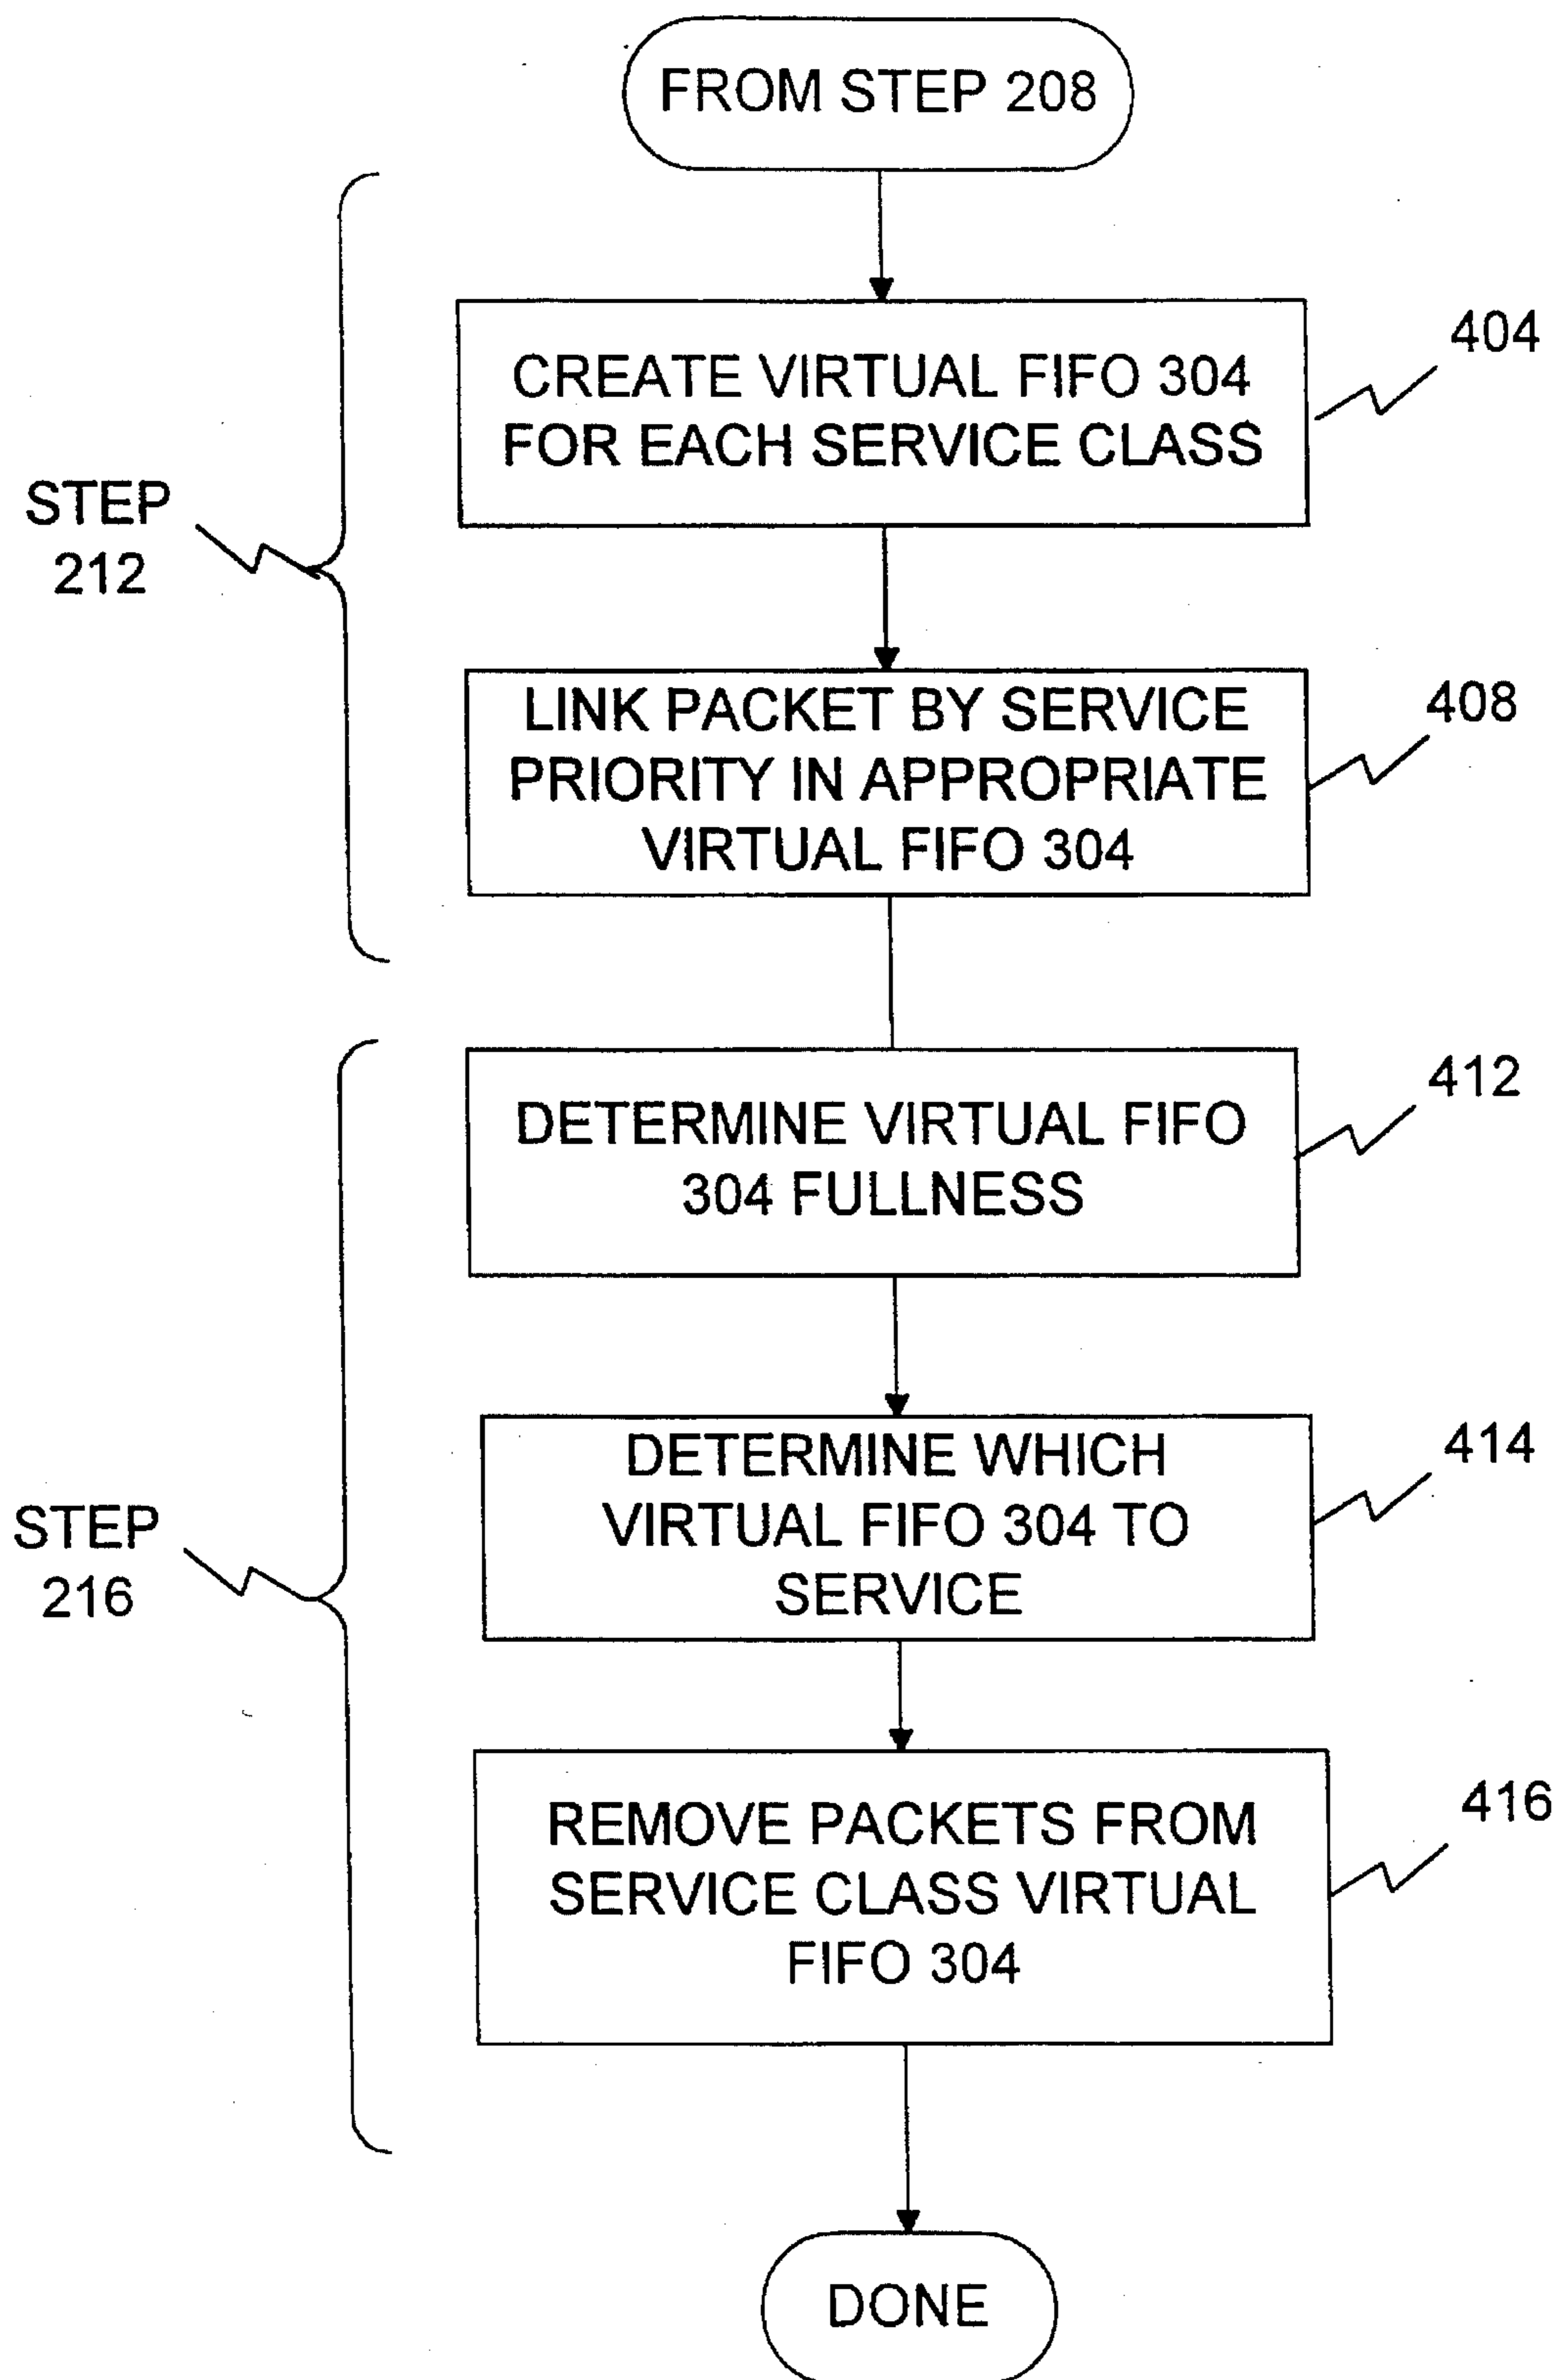 FROM STEP 208
404
CREATE VIRTUAL FIFO 304
FOR EACH SERVICE CLASS
STEP
212
408
LINK PACKET BY SERVICE
PRIORITY IN APPROPRIATE
VIRTUAL FIFO 304
412
DETERMINE VIRTUAL FIFO
304 FULLNESS
414
DETERMINE WHICH
VIRTUAL FIFO 304 TO
SERVICE
STEP
216
416
REMOVE PACKETS FROM
SERVICE CLASS VIRTUAL
FIFO 304
DONE